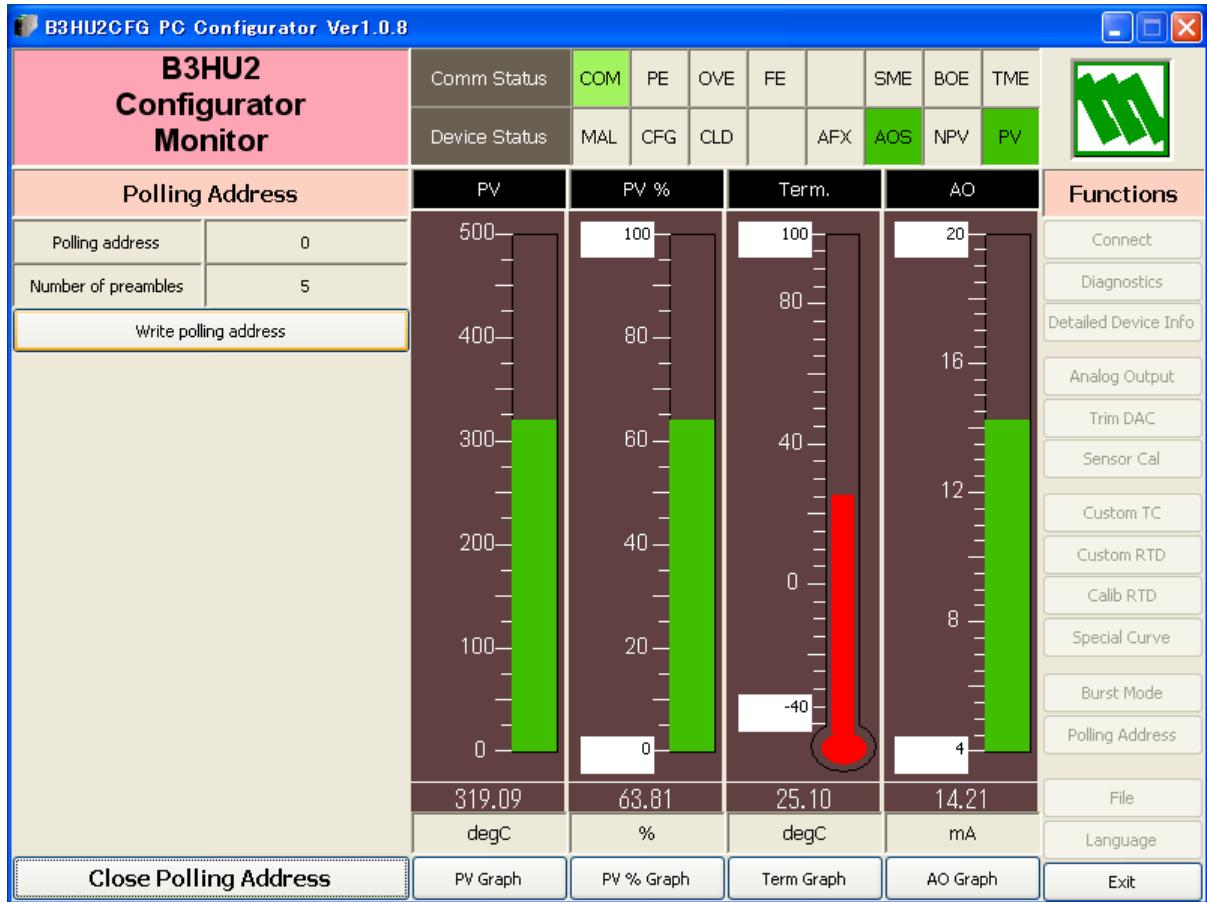 B3HU2CFG PC Configurator Ver1.0.8
B3HU2
Configurator
Monitor
Comm Status COM PE OVE FE SME BOE TME
Device Status MAL CFG CLD AFX AOS NPV PV
Polling Address
Polling address 0
Number of preambles 5
Write polling address
Close Polling Address
PV
500
400
300
200
100
0
319.09
degC
PV Graph
PV %
100
80
60
40
20
0
63.81
%
PV % Graph
Term.
100
80
40
0
-40
25.10
degC
Term Graph
AO
20
16
12
8
4
14.21
mA
AO Graph
Functions
Connect
Diagnostics
Detailed Device Info
Analog Output
Trim DAC
Sensor Cal
Custom TC
Custom RTD
Calib RTD
Special Curve
Burst Mode
Polling Address
File
Language
Exit